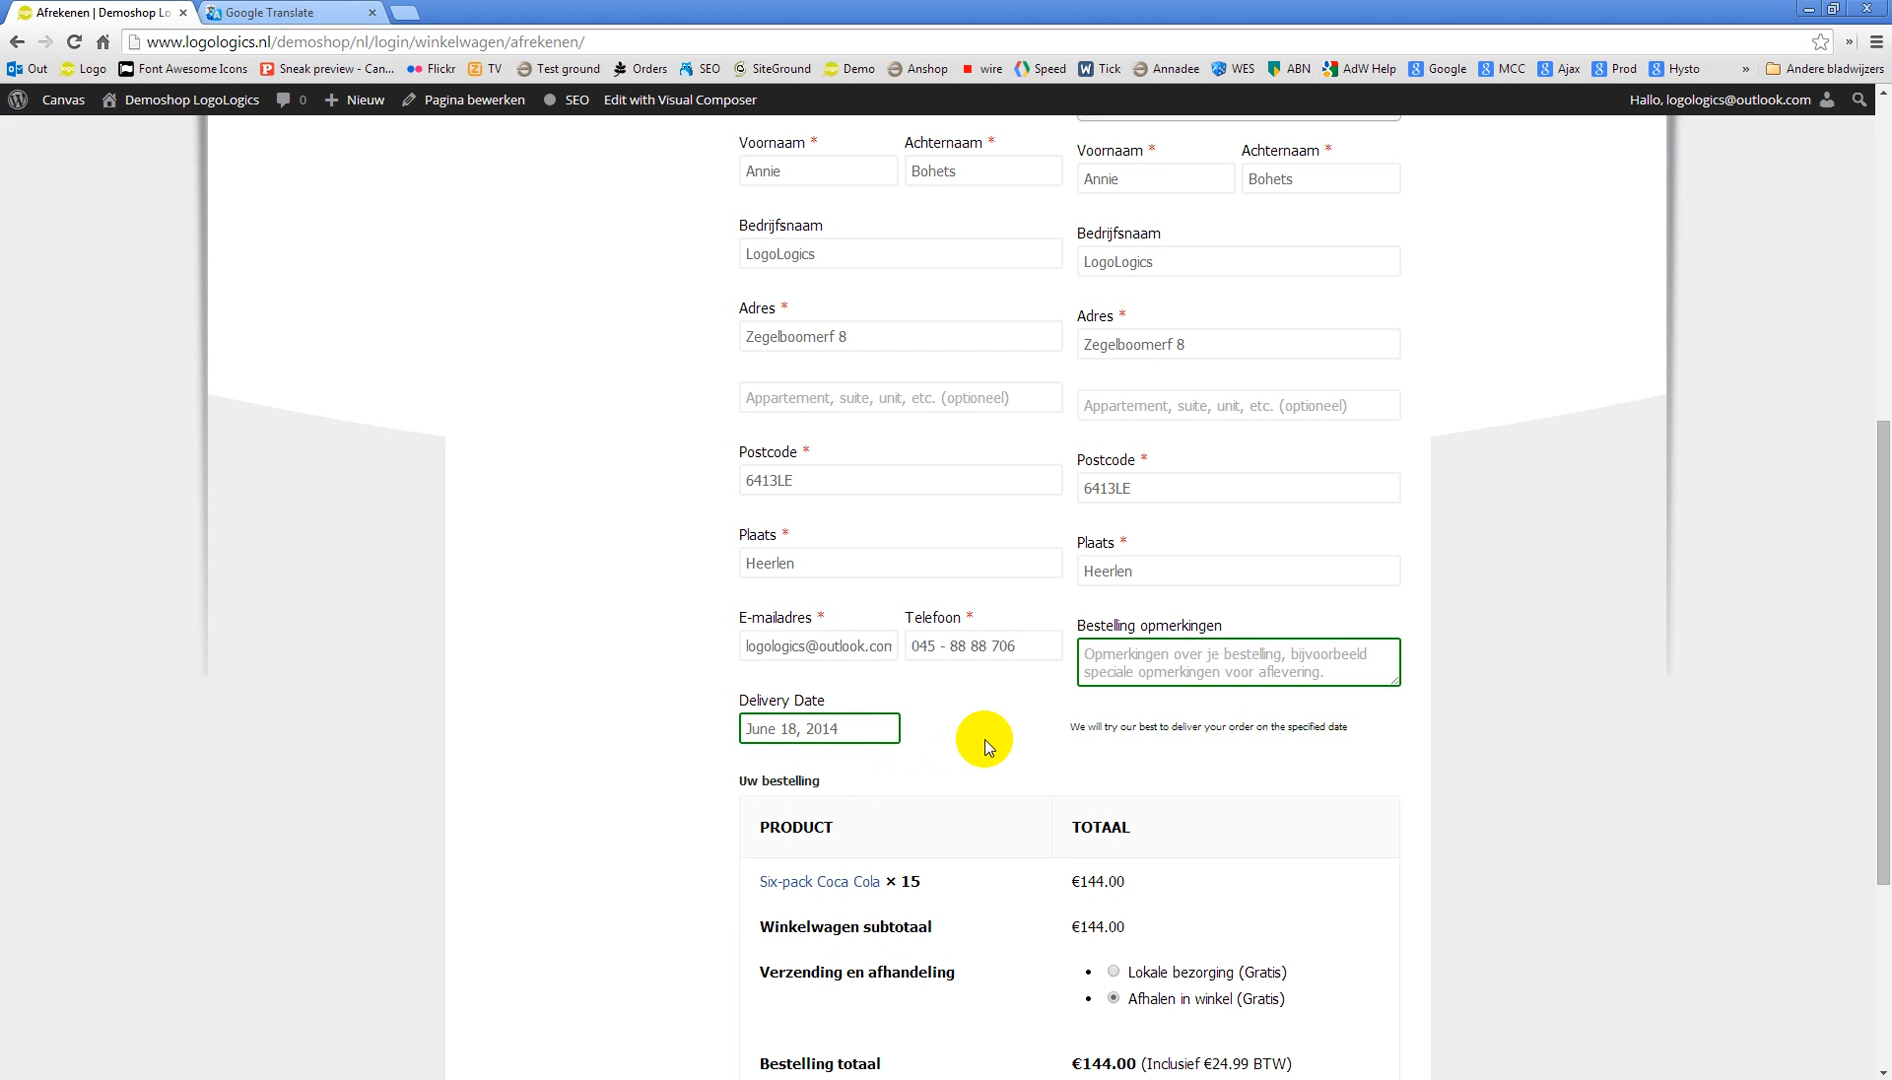 Afrekenen | Demoshop Lo
Google Translate
www.logologics.nl/demoshop/nl/login/winkelwagen/afrekenen/
Out Logo Font Awesome Icons Sneak preview - Can... Flickr TV Test ground Orders SEO SiteGround Demo Anshop wire Speed Tick Annadee WES ABN AdW Help Google MCC Ajax Prod Hysto » Andere bladwijzers
Canvas Demoshop LogoLogics 0 Nieuw Pagina bewerken SEO Edit with Visual Composer Hallo, logologics@outlook.com
Voornaam * Achternaam *
Annie Bohets
Bedrijfsnaam
LogoLogics
Adres *
Zegelboomerf 8
Appartement, suite, unit, etc. (optioneel)
Postcode *
6413LE
Plaats *
Heerlen
E-mailadres * Telefoon *
logologics@outlook.con 045 - 88 88 706
Delivery Date
June 18, 2014
Voornaam * Achternaam *
Annie Bohets
Bedrijfsnaam
LogoLogics
Adres *
Zegelboomerf 8
Appartement, suite, unit, etc. (optioneel)
Postcode *
6413LE
Plaats *
Heerlen
Bestelling opmerkingen
Opmerkingen over je bestelling, bijvoorbeeld
speciale opmerkingen voor aflevering.
We will try our best to deliver your order on the specified date
Uw bestelling
PRODUCT TOTAAL
Six-pack Coca Cola × 15 €144.00
Winkelwagen subtotaal €144.00
Verzending en afhandeling • Lokale bezorging (Gratis)
• Afhalen in winkel (Gratis)
Bestelling totaal €144.00 (Inclusief €24.99 BTW)